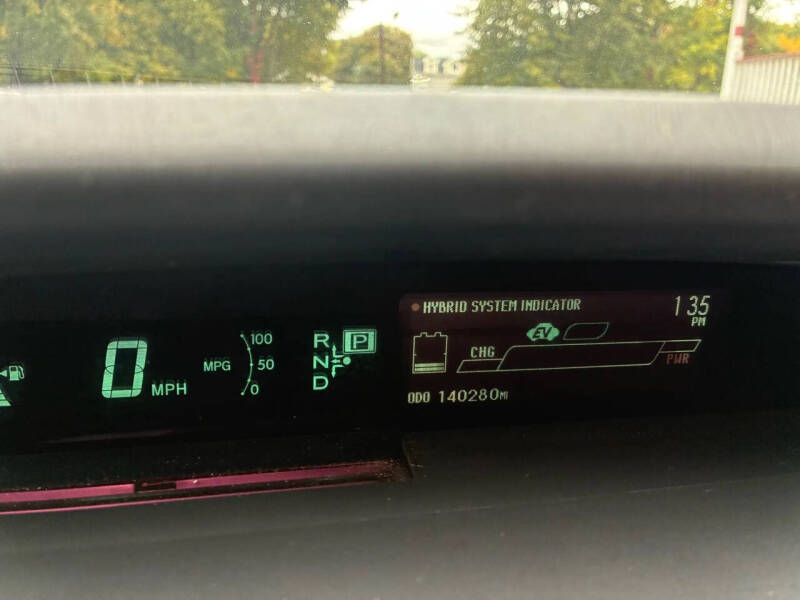 HYBRID SYSTEM INDICATOR
1 35
PM
0
MPH
MPG
100
50
0
R
N
D
P
EV
CHG
PWR
ODO 140280MI